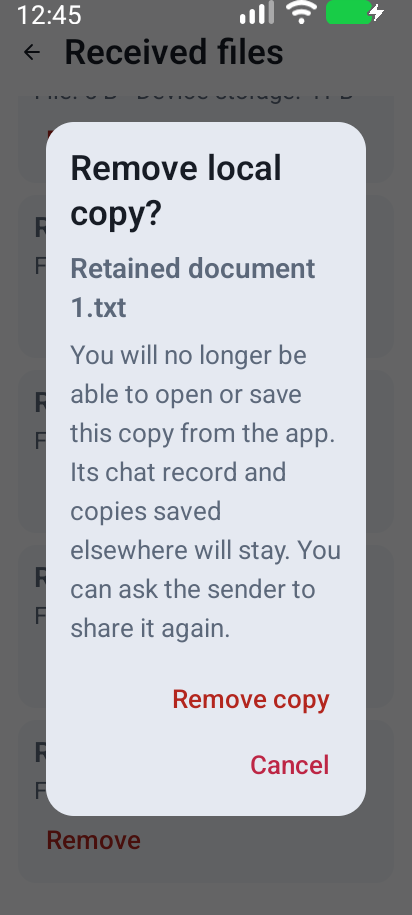 12:45
Received files
Remove local
copy?
Retained document
1.txt
You will no longer be
able to open or save
this copy from the app.
Its chat record and
copies saved
elsewhere will stay. You
can ask the sender to
share it again.
Remove copy
Cancel
Remove